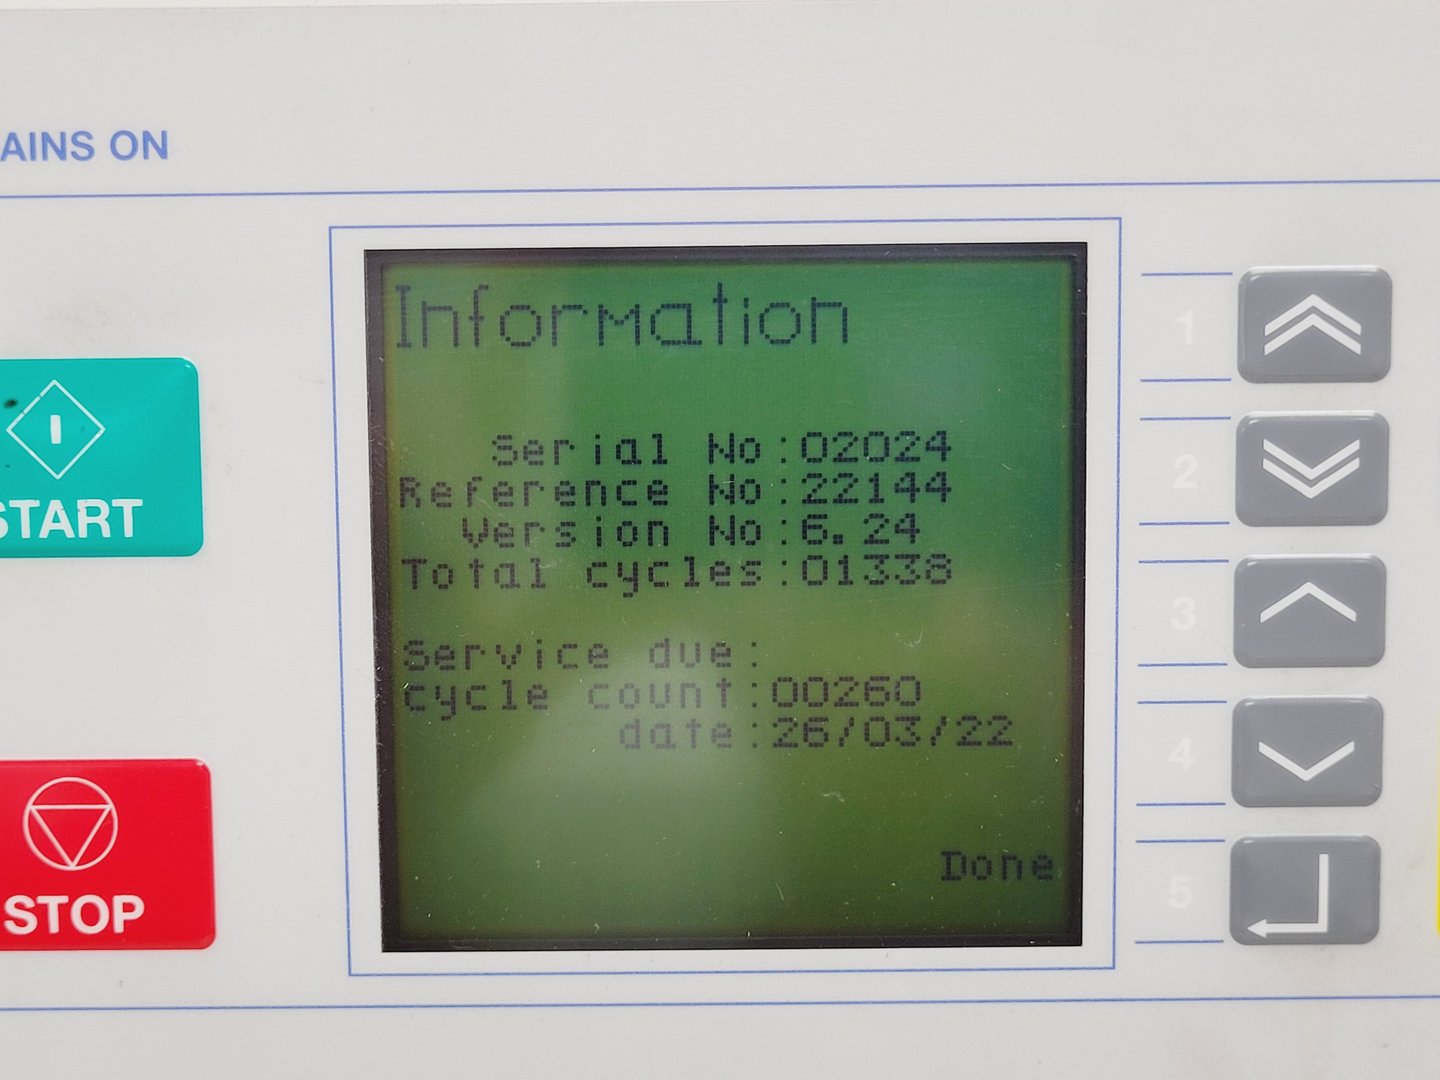 AINS ON
Information
Serial No:02024
Reference No:22144
Version No:6.24
Total cycles:01338
Service due:
cycle count:00260
date:26/03/22
Done
START
STOP
1
2
3
4
5